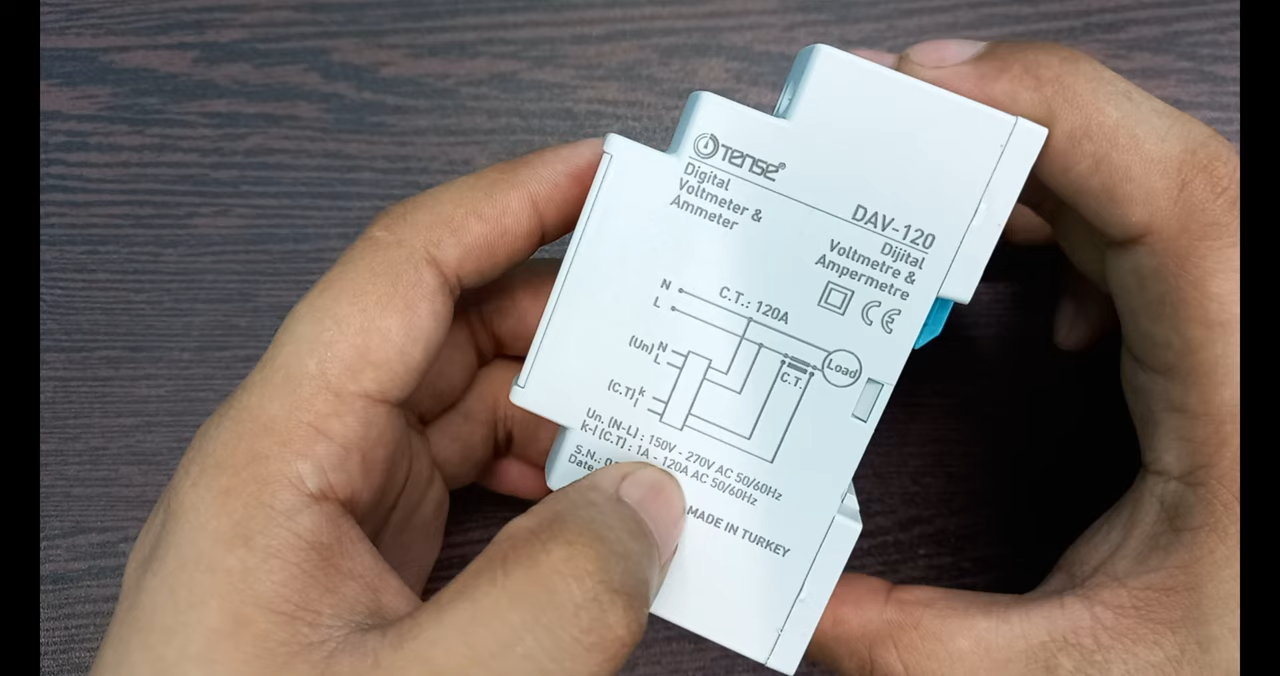 TENSE®
Digital
Voltmeter &
Ammeter
DAV-120
Dijital
Voltmetre &
Ampermetre
CE
N
L
C.T.: 120A
(Un) N
L
(C.T) k
l
C.T.
Load
Un. (N-L) : 150V - 270V AC 50/60Hz
k-l (C.T) : 1A - 120A AC 50/60Hz
S.N.:
Date
MADE IN TURKEY